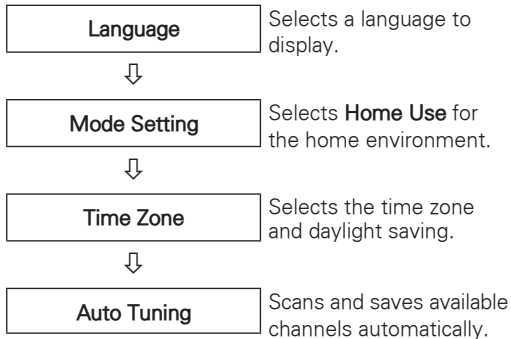 Language
Selects a language to
display.
⇩
Mode Setting
Selects Home Use for
the home environment.
⇩
Time Zone
Selects the time zone
and daylight saving.
⇩
Auto Tuning
Scans and saves available
channels automatically.